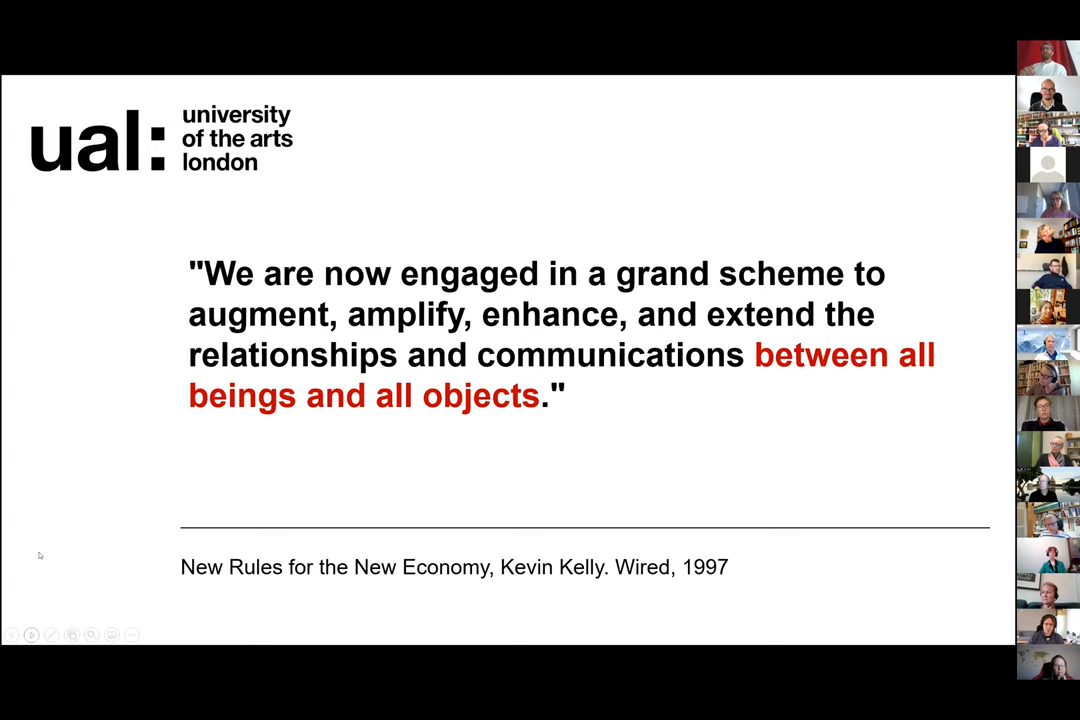 ual:
university
of the arts
london
"We are now engaged in a grand scheme to
augment, amplify, enhance, and extend the
relationships and communications between all
beings and all objects."
New Rules for the New Economy, Kevin Kelly. Wired, 1997